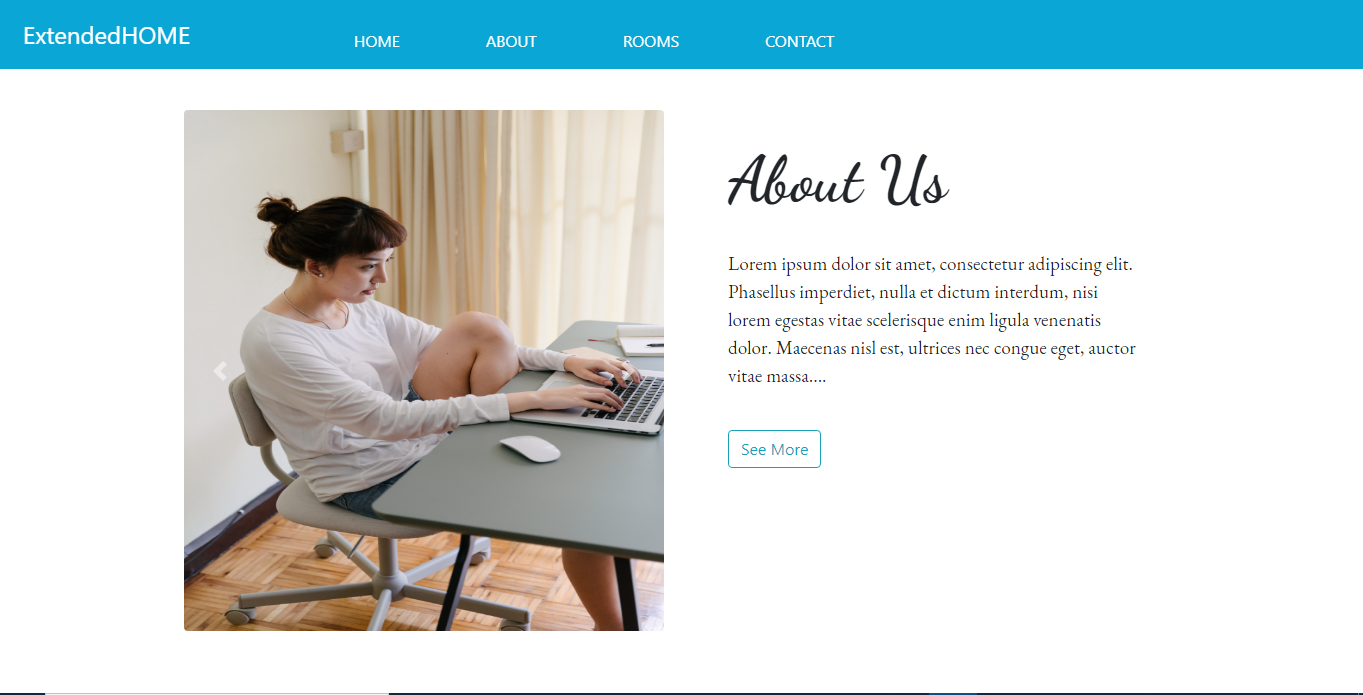 ExtendedHOME
HOME ABOUT ROOMS CONTACT
About Us
Lorem ipsum dolor sit amet, consectetur adipiscing elit.
Phasellus imperdiet, nulla et dictum interdum, nisi
lorem egestas vitae scelerisque enim ligula venenatis
dolor. Maecenas nisl est, ultrices nec congue eget, auctor
vitae massa....
See More